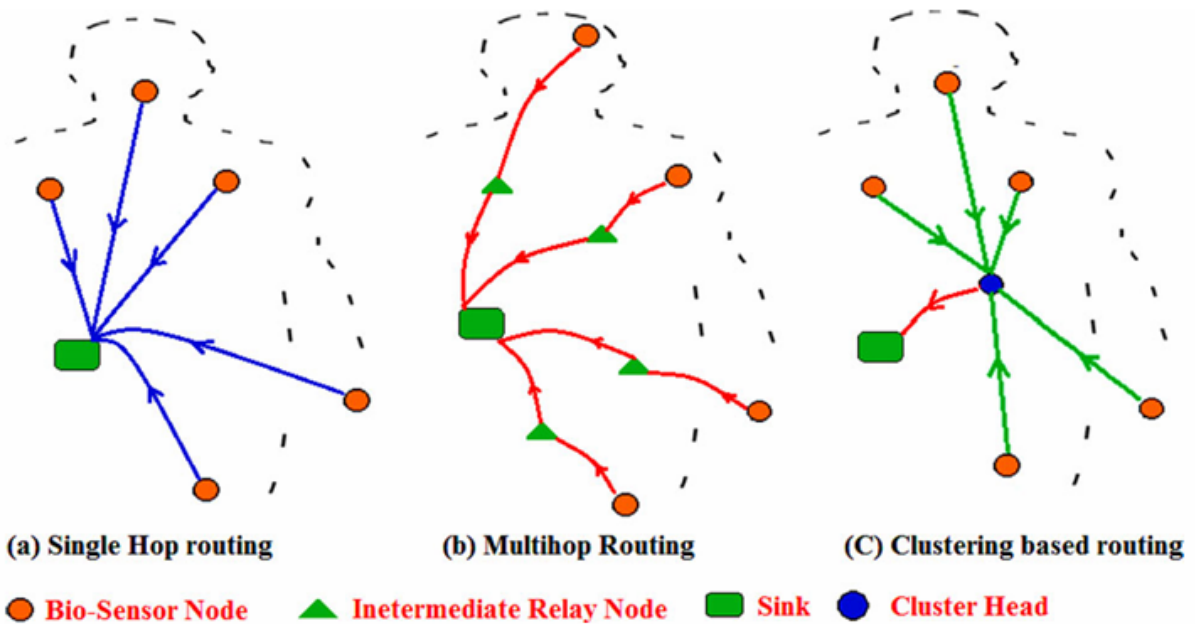 (a) Single Hop routing (b) Multihop Routing (C) Clustering based routing
Bio-Sensor Node Inetermediate Relay Node Sink Cluster Head